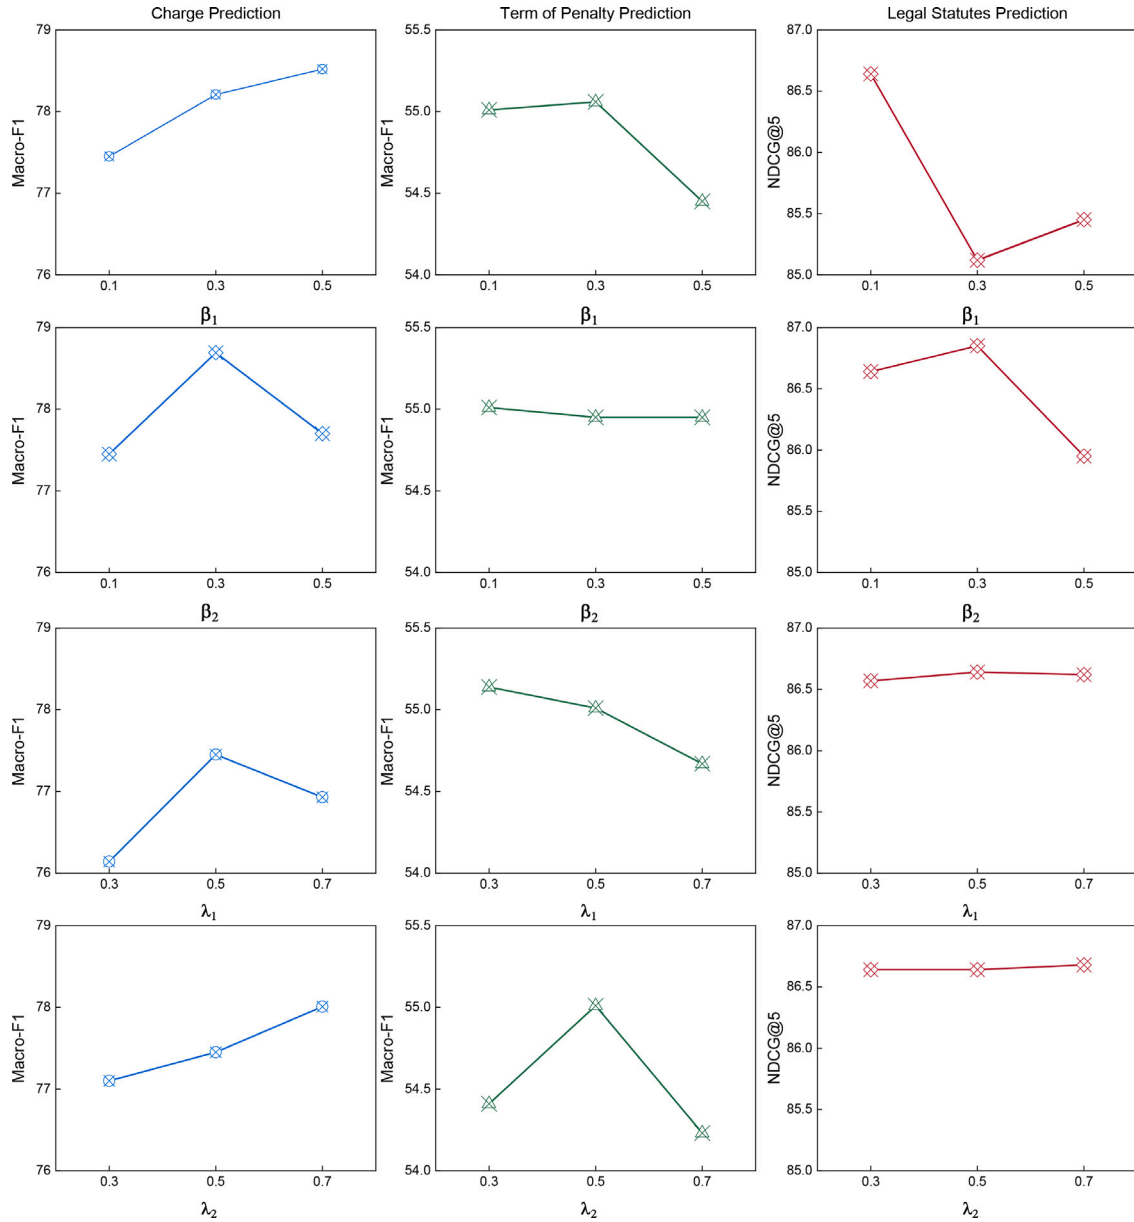 Charge Prediction
Term of Penalty Prediction
Legal Statutes Prediction
79
78
77
76
Macro-F1
0.1 0.3 0.5
β1
55.5
55.0
54.5
54.0
Macro-F1
0.1 0.3 0.5
β1
87.0
86.5
86.0
85.5
85.0
NDCG@5
0.1 0.3 0.5
β1
79
78
77
76
Macro-F1
0.1 0.3 0.5
β2
55.5
55.0
54.5
54.0
Macro-F1
0.1 0.3 0.5
β2
87.0
86.5
86.0
85.5
85.0
NDCG@5
0.1 0.3 0.5
β2
79
78
77
76
Macro-F1
0.3 0.5 0.7
λ1
55.5
55.0
54.5
54.0
Macro-F1
0.3 0.5 0.7
λ1
87.0
86.5
86.0
85.5
85.0
NDCG@5
0.3 0.5 0.7
λ1
79
78
77
76
Macro-F1
0.3 0.5 0.7
λ2
55.5
55.0
54.5
54.0
Macro-F1
0.3 0.5 0.7
λ2
87.0
86.5
86.0
85.5
85.0
NDCG@5
0.3 0.5 0.7
λ2